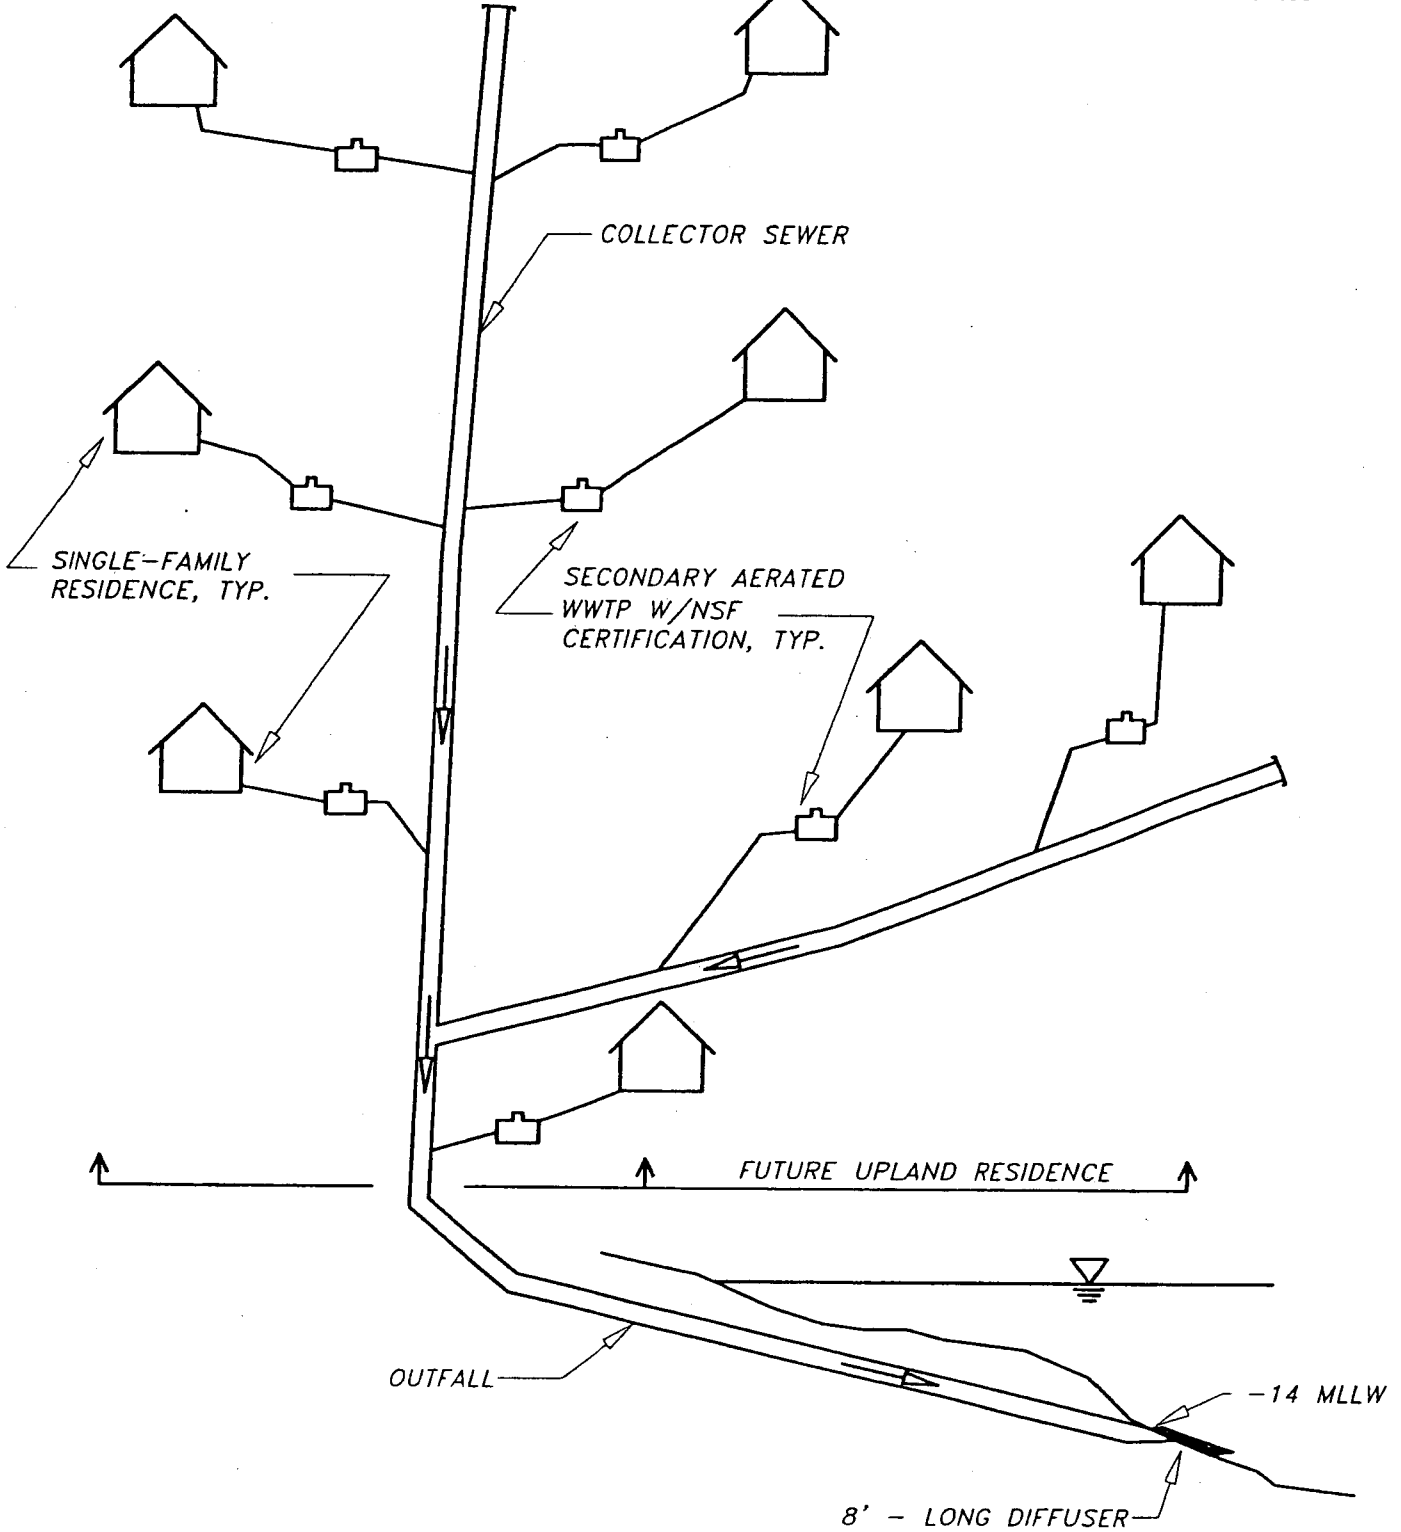 COLLECTOR SEWER
SINGLE-FAMILY
RESIDENCE, TYP.
SECONDARY AERATED
WWTP W/NSF
CERTIFICATION, TYP.
FUTURE UPLAND RESIDENCE
OUTFALL
-14 MLLW
8' - LONG DIFFUSER